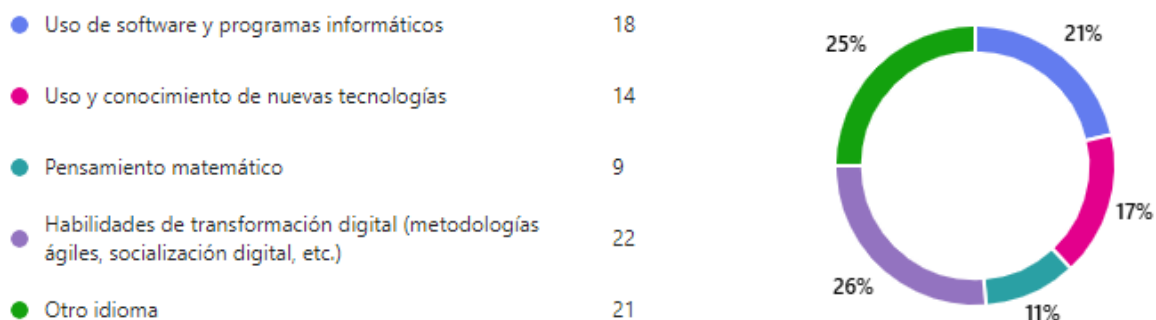 Uso de software y programas informáticos 18
Uso y conocimiento de nuevas tecnologías 14
Pensamiento matemático 9
Habilidades de transformación digital (metodologías
ágiles, socialización digital, etc.) 22
Otro idioma 21
25%
21%
17%
26%
11%